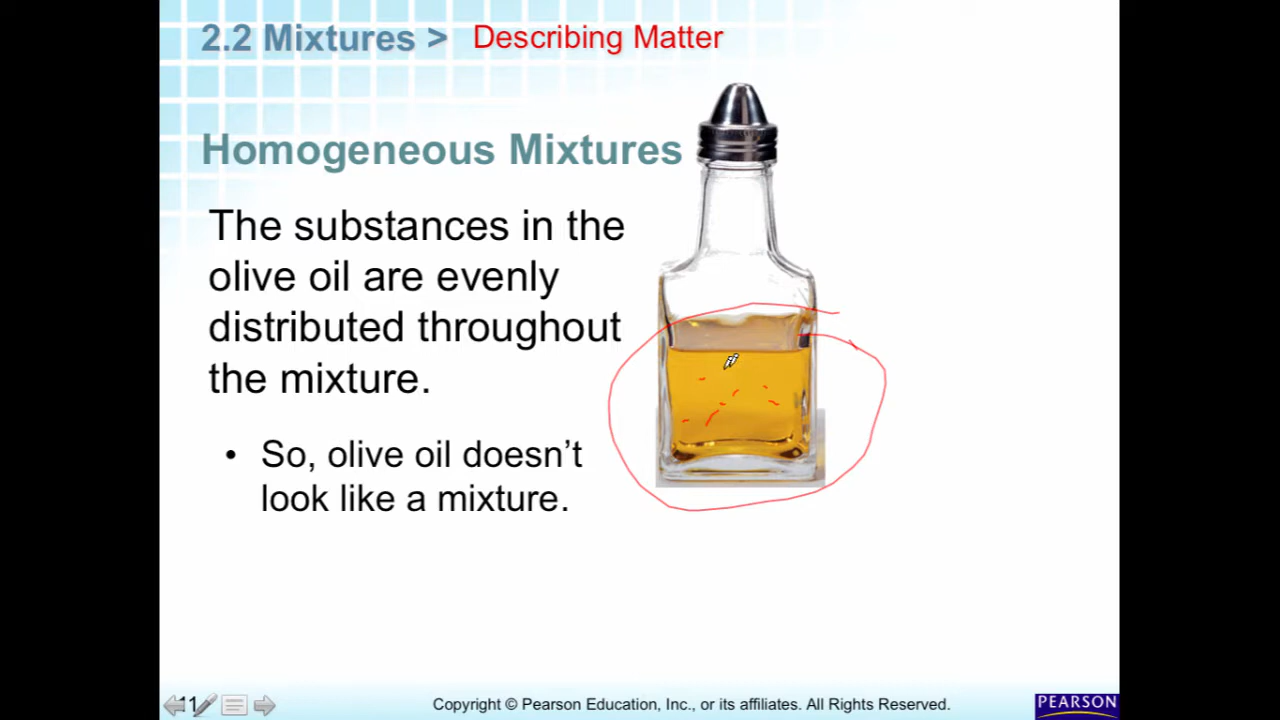 2.2 Mixtures > Describing Matter
Homogeneous Mixtures
The substances in the
olive oil are evenly
distributed throughout
the mixture.
• So, olive oil doesn’t
look like a mixture.
11
Copyright © Pearson Education, Inc., or its affiliates. All Rights Reserved.
PEARSON